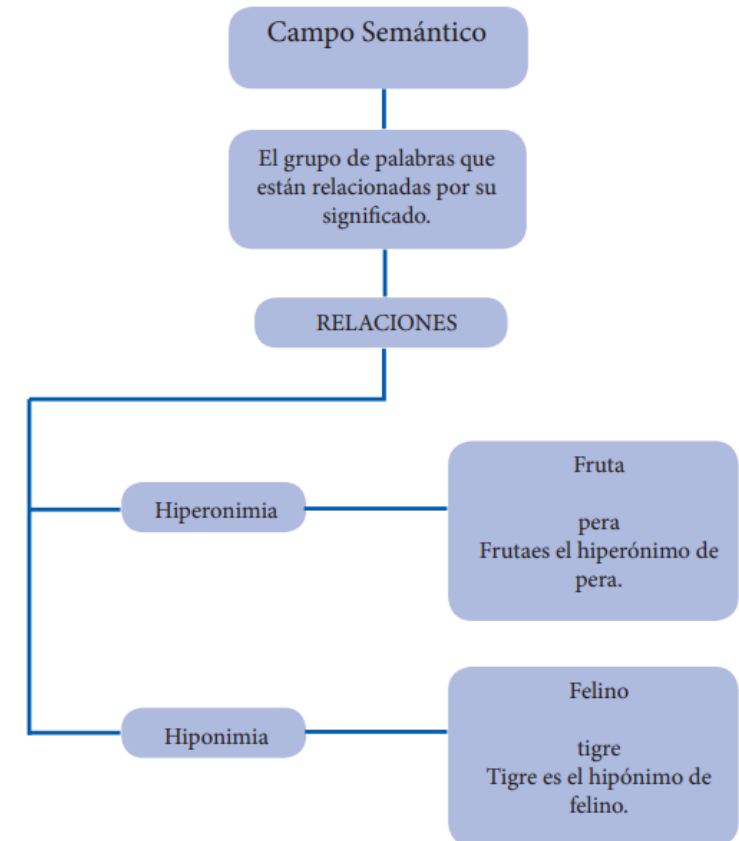 Campo Semántico
El grupo de palabras que
están relacionadas por su
significado.
RELACIONES
Hiperonimia
Fruta
pera
Frutaes el hiperónimo de
pera.
Hiponimia
Felino
tigre
Tigre es el hipónimo de
felino.